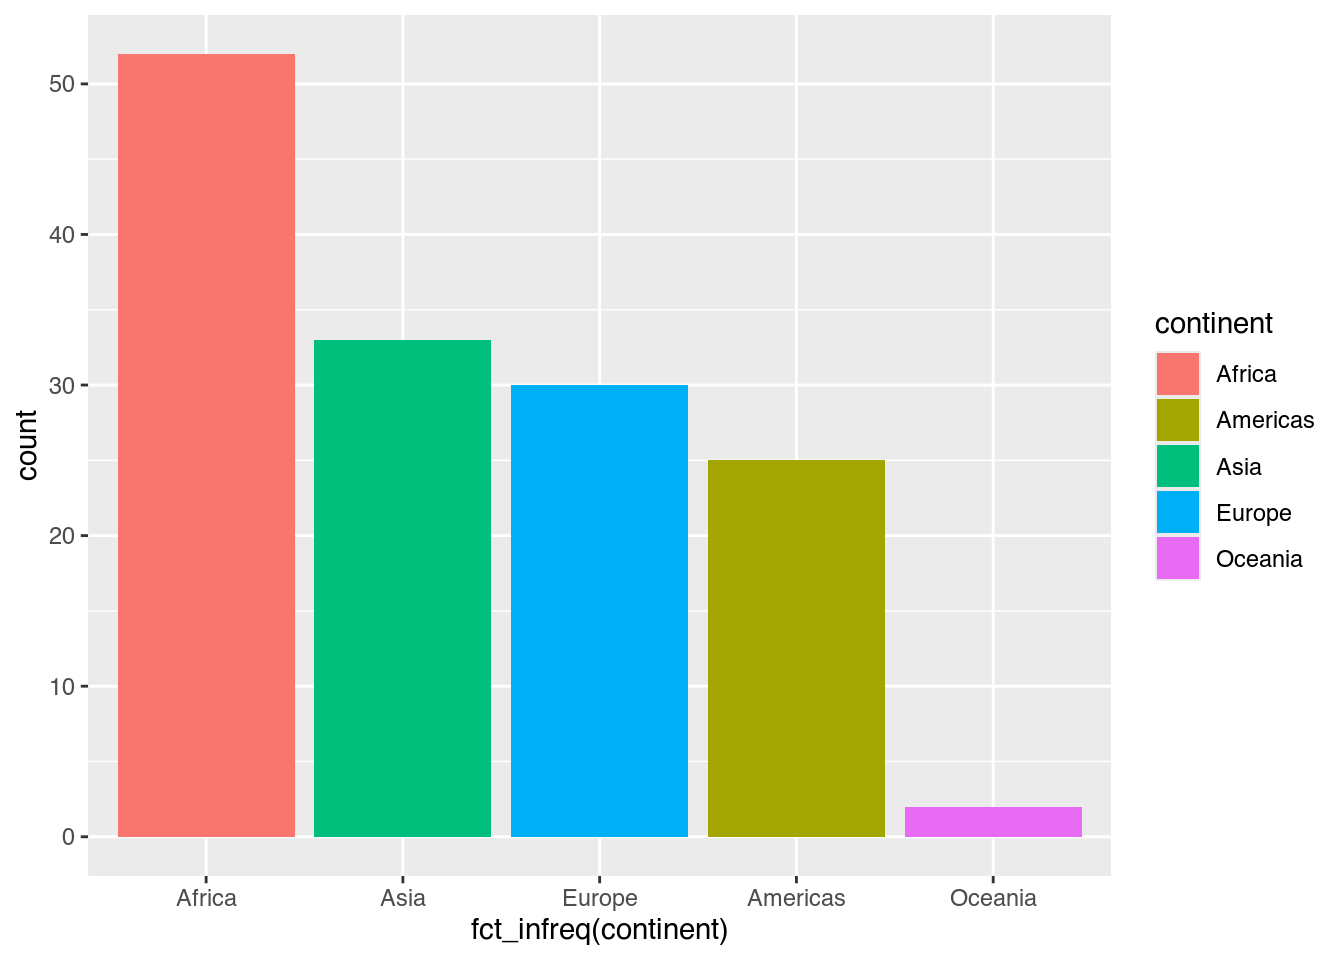 50
40
30
20
10
0
count
Africa Asia Europe Americas Oceania
fct_infreq(continent)
continent
Africa
Americas
Asia
Europe
Oceania